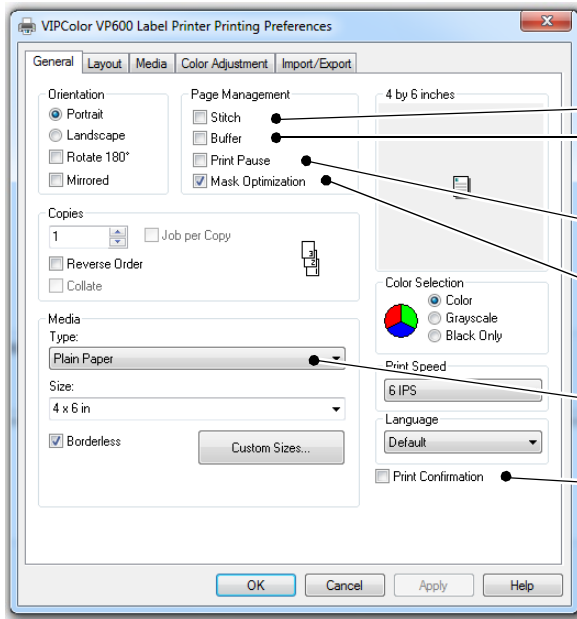 VIPColor VP600 Label Printer Printing Preferences
General Layout Media Color Adjustment Import/Export
Orientation
Portrait
Landscape
Rotate 180°
Mirrored
Page Management
Stitch
Buffer
Print Pause
Mask Optimization
4 by 6 inches
Copies
1
Job per Copy
Reverse Order
Collate
3
2
1
Color Selection
Color
Grayscale
Black Only
Media
Type:
Plain Paper
Size:
4 x 6 in
Borderless
Custom Sizes...
Print Speed
6 IPS
Language
Default
Print Confirmation
OK Cancel Apply Help